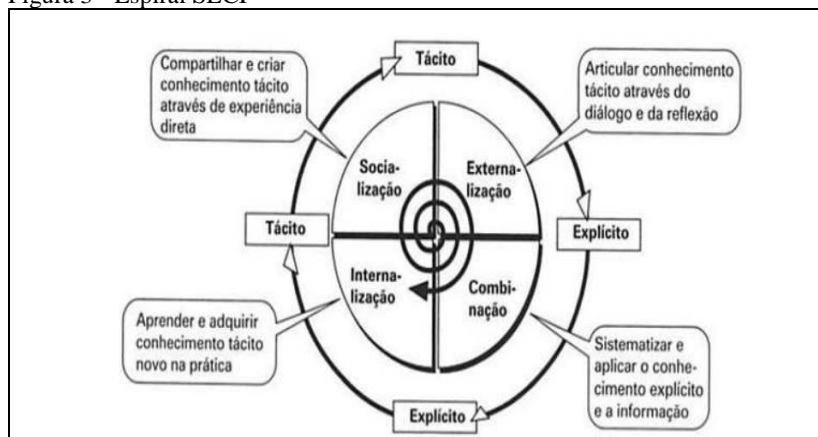 Figura 3 - Espiral SECI
Tácito
Compartilhar e criar
conhecimento tácito
através de experiência
direta
Articular conhecimento
tácito através do
diálogo e da reflexão
Socia-
lização
Externa-
lização
Tácito
Explícito
Interna-
lização
Combi-
nação
Aprender e adquirir
conhecimento tácito
novo na prática
Sistematizar e
aplicar o conhe-
cimento explícito
e a informação
Explícito